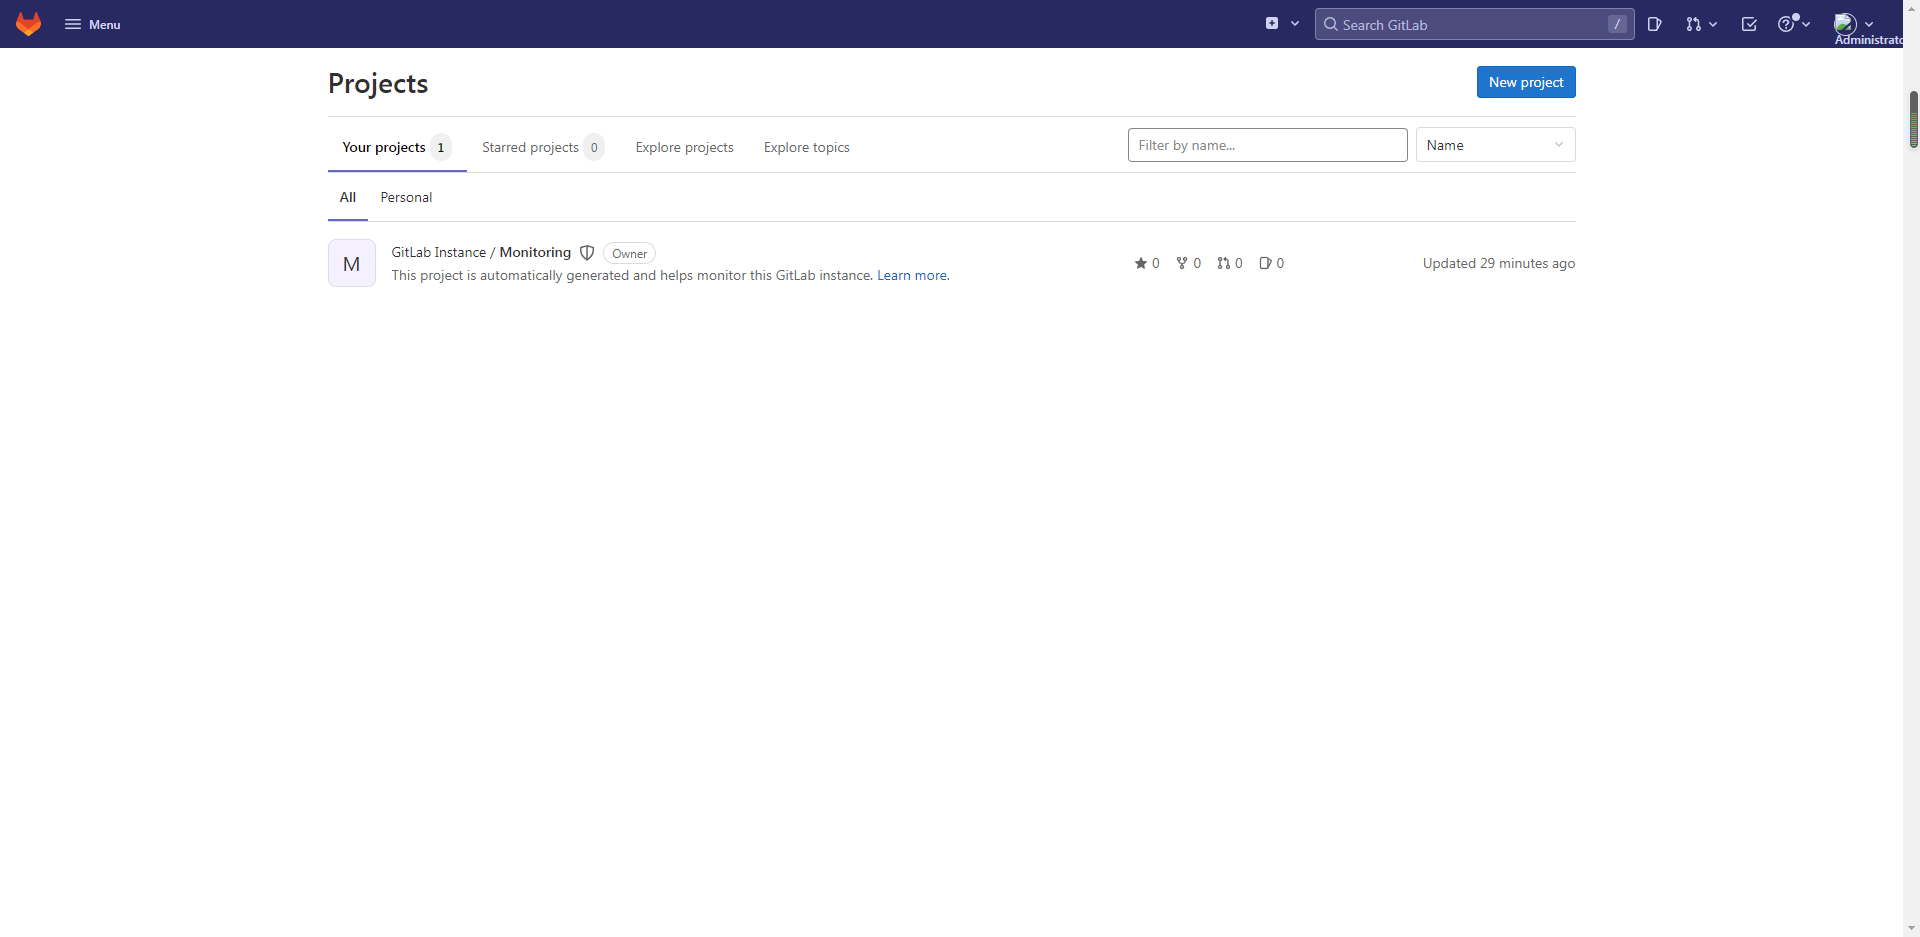 Menu
Search GitLab /
Administrato
Projects
New project
Your projects 1 Starred projects 0 Explore projects Explore topics Filter by name... Name
All Personal
M
GitLab Instance / Monitoring Owner
This project is automatically generated and helps monitor this GitLab instance. Learn more.
0 0 0 0 Updated 29 minutes ago